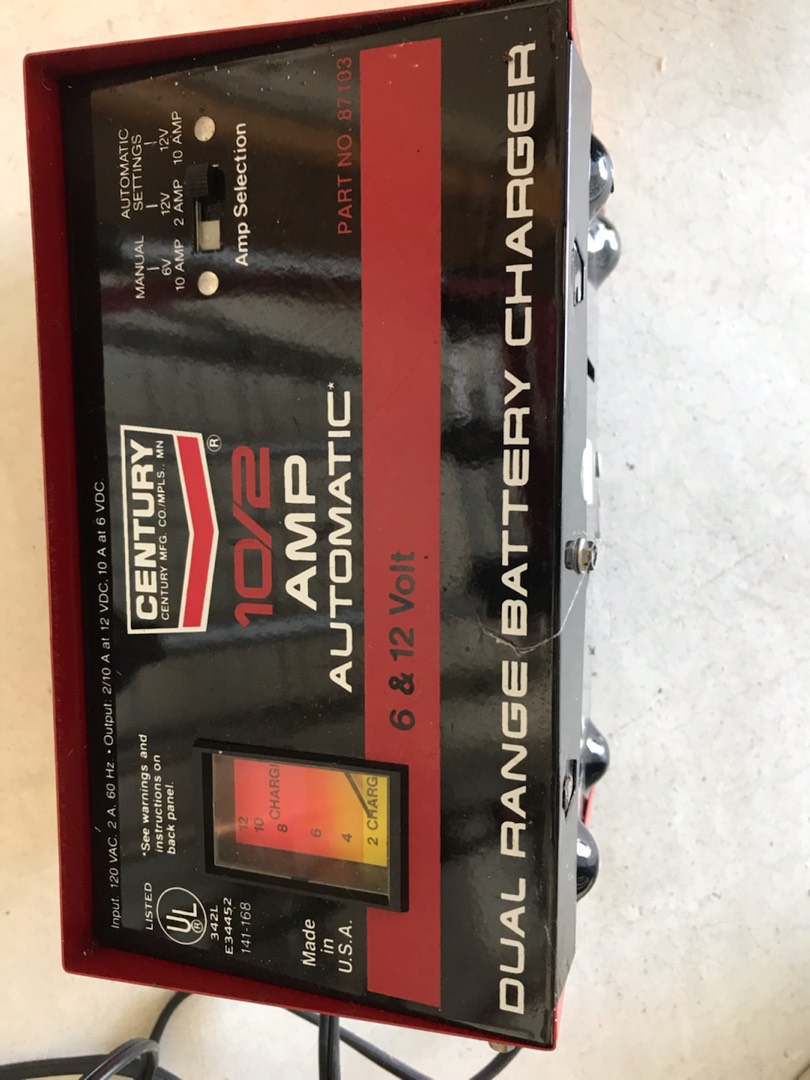 Input: 120 VAC, 2 A, 60 Hz. • Output: 2/10 A at 12 VDC, 10 A at 6 VDC
LISTED
UL
®
342L
E34452
141-168
*See warnings and
instructions on
back panel.
CENTURY
CENTURY MFG. CO./MPLS., MN
®
MANUAL
AUTOMATIC
SETTINGS
6V
12V
12V
10 AMP
2 AMP
10 AMP
Amp Selection
10/2
AMP
AUTOMATIC*
12
10
8
6
4
2
Made
in
U.S.A.
PART NO. 87103
6 & 12 Volt
DUAL RANGE BATTERY CHARGER